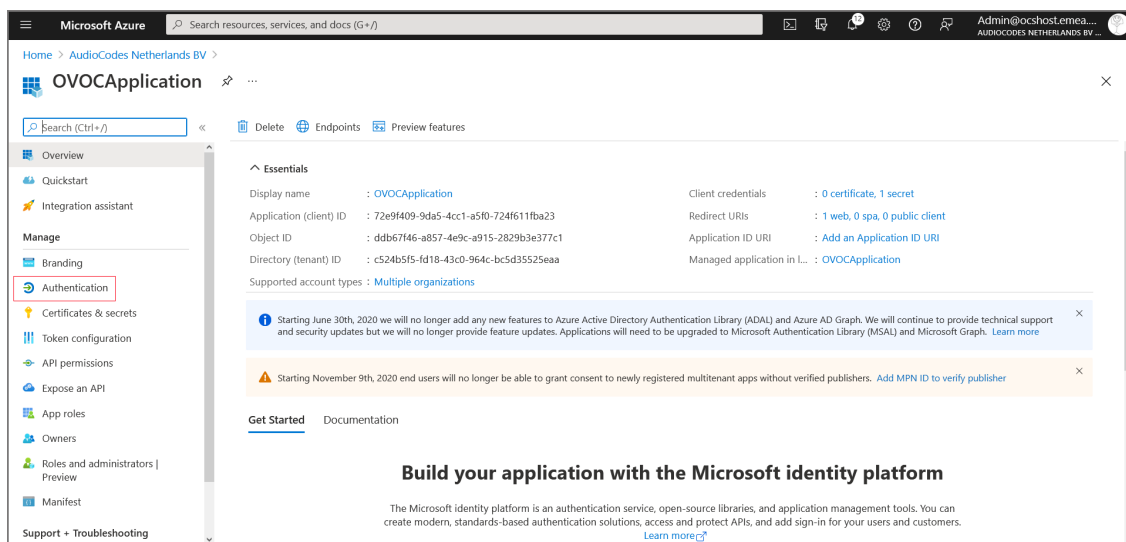 Microsoft Azure
Search resources, services, and docs (G+/)
12
Admin@ocshost.emea....
AUDIOCODES NETHERLANDS BV ...
Home > AudioCodes Netherlands BV >
OVOCApplication
...
Search (Ctrl+/)
«
Delete
Endpoints
Preview features
Overview
Quickstart
Integration assistant
Manage
Branding
Authentication
Certificates & secrets
Token configuration
API permissions
Expose an API
App roles
Owners
Roles and administrators |
Preview
Manifest
Support + Troubleshooting
Essentials
Display name : OVOCApplication
Application (client) ID : 72e9f409-9da5-4cc1-a5f0-724f611fba23
Object ID : ddb67f46-a857-4e9c-a915-2829b3e377c1
Directory (tenant) ID : c524b5f5-fd18-43c0-964c-bc5d35525eaa
Supported account types : Multiple organizations
Client credentials : 0 certificate, 1 secret
Redirect URIs : 1 web, 0 spa, 0 public client
Application ID URI : Add an Application ID URI
Managed application in l... : OVOCApplication
Starting June 30th, 2020 we will no longer add any new features to Azure Active Directory Authentication Library (ADAL) and Azure AD Graph. We will continue to provide technical support
and security updates but we will no longer provide feature updates. Applications will need to be upgraded to Microsoft Authentication Library (MSAL) and Microsoft Graph. Learn more
Starting November 9th, 2020 end users will no longer be able to grant consent to newly registered multitenant apps without verified publishers. Add MPN ID to verify publisher
Get Started
Documentation
Build your application with the Microsoft identity platform
The Microsoft identity platform is an authentication service, open-source libraries, and application management tools. You can
create modern, standards-based authentication solutions, access and protect APIs, and add sign-in for your users and customers.
Learn more